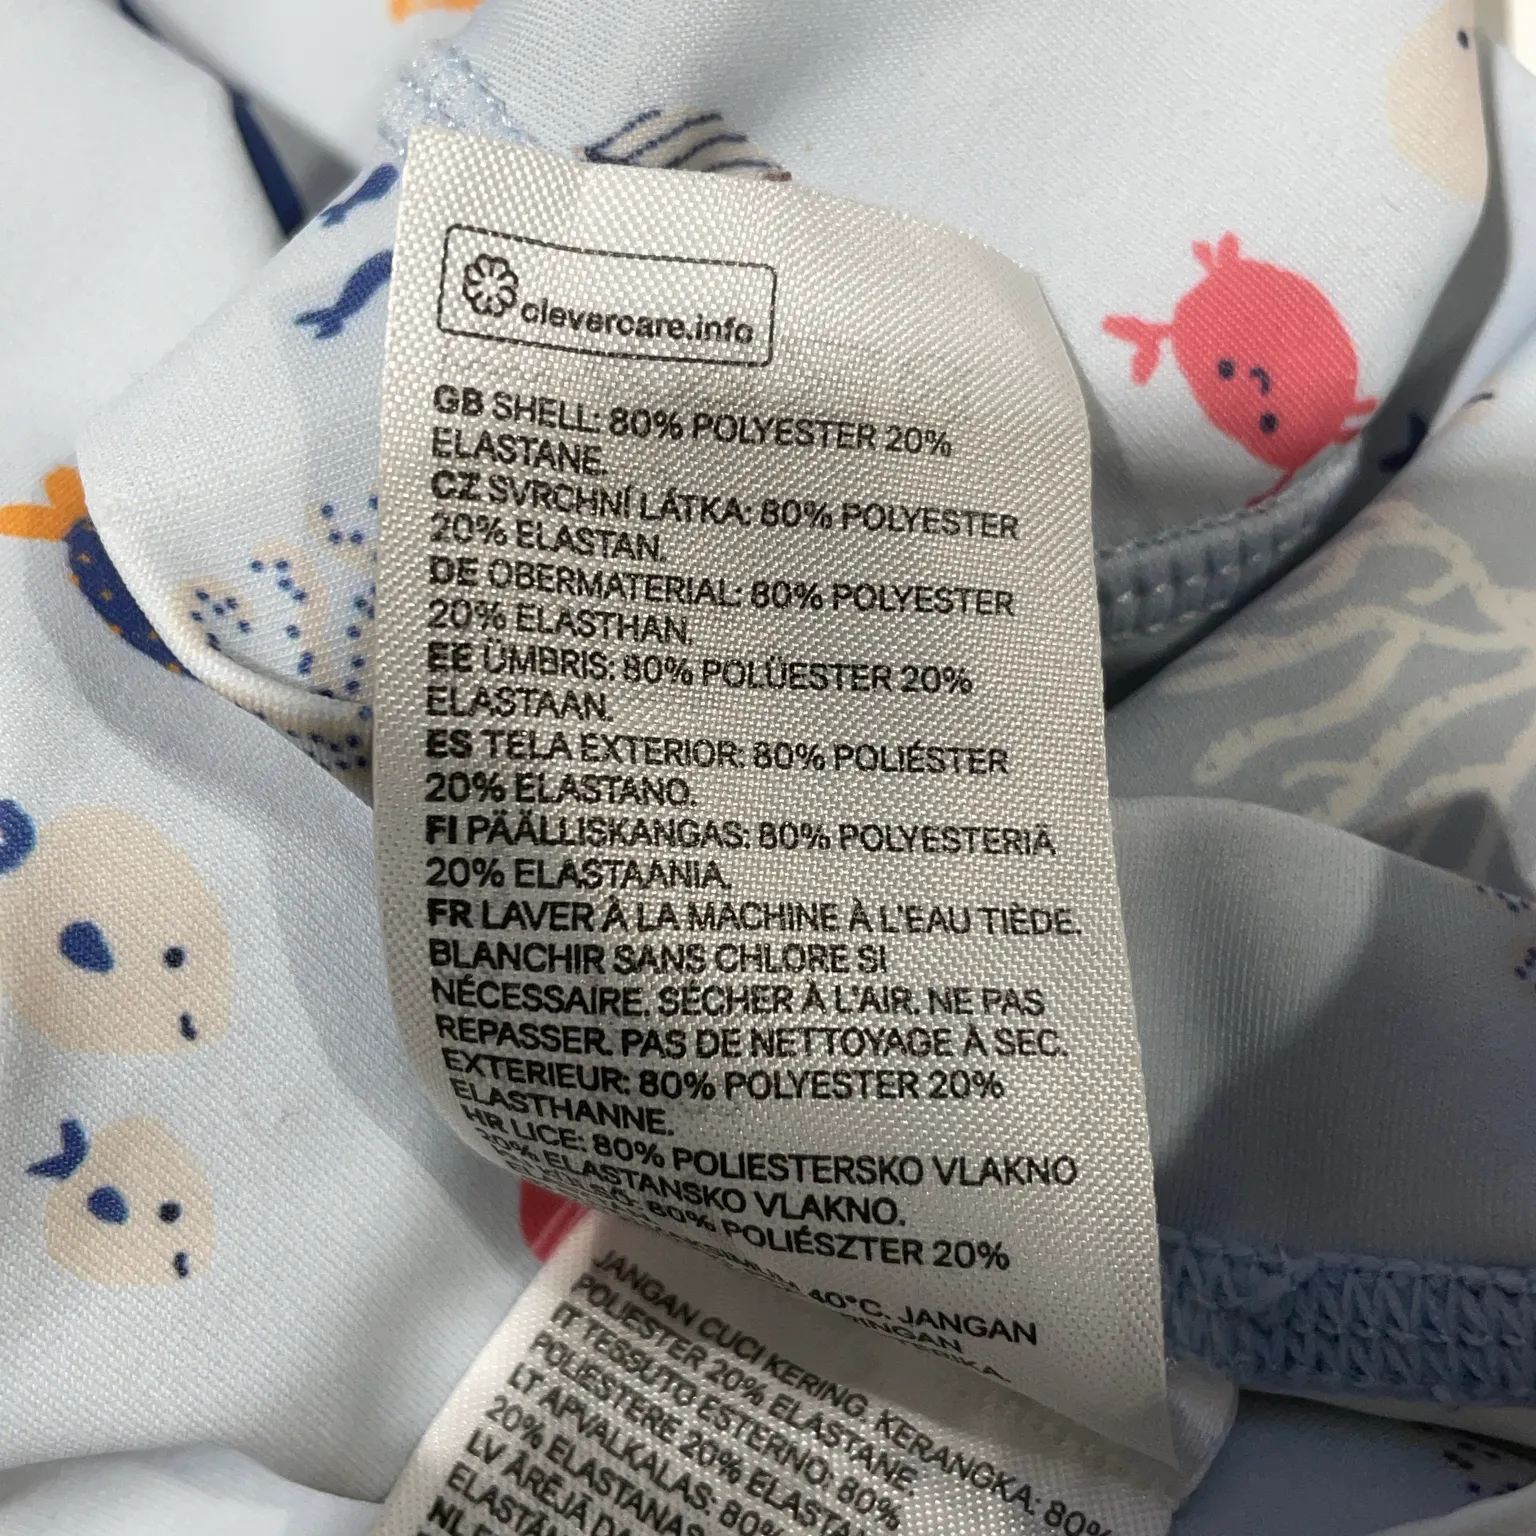 clevercare.info
GB SHELL: 80% POLYESTER 20%
ELASTANE.
CZ SVRCHNÍ LÁTKA: 80% POLYESTER
20% ELASTAN.
DE OBERMATERIAL: 80% POLYESTER
20% ELASTHAN.
EE ÜMBRIS: 80% POLÜESTER 20%
ELASTAAN.
ES TELA EXTERIOR: 80% POLIÉSTER
20% ELASTANO.
FI PÄÄLLISKANGAS: 80% POLYESTERIÄ
20% ELASTAANIA.
FR LAVER À LA MACHINE À L'EAU TIÈDE.
BLANCHIR SANS CHLORE SI
NÉCESSAIRE. SÉCHER À L'AIR. NE PAS
REPASSER. PAS DE NETTOYAGE À SEC.
EXTERIEUR: 80% POLYESTER 20%
ELASTHANNE.
HR LICE: 80% POLIESTERSKO VLAKNO
20% ELASTANSKO VLAKNO.
80% POLIÉSZTER 20%
40°C. JANGAN
JANGAN CUCI KERING. KERANGKA: 80%
POLIESTER 20% ELASTANE.
IT TESSUTO ESTERNO: 80%
POLIESTERE 20% ELASTAN
LT APVALKALAS: 80%
20% ELASTANAS
LV ĀRĒJĀ
NL